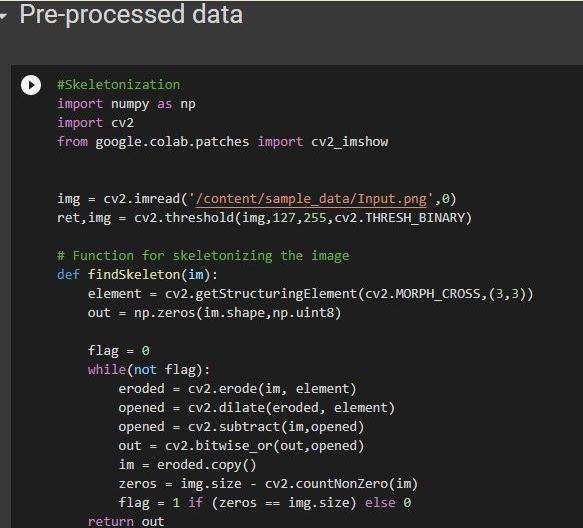 Pre-processed data
#Skeletonization
import numpy as np
import cv2
from google.colab.patches import cv2_imshow
img = cv2.imread('/content/sample_data/Input.png',0)
ret,img = cv2.threshold(img,127,255,cv2.THRESH_BINARY)
# Function for skeletonizing the image
def findSkeleton(im):
    element = cv2.getStructuringElement(cv2.MORPH_CROSS,(3,3))
    out = np.zeros(im.shape,np.uint8)
    flag = 0
    while(not flag):
        eroded = cv2.erode(im, element)
        opened = cv2.dilate(eroded, element)
        opened = cv2.subtract(im,opened)
        out = cv2.bitwise_or(out,opened)
        im = eroded.copy()
        zeros = img.size - cv2.countNonZero(im)
        flag = 1 if (zeros == img.size) else 0
    return out